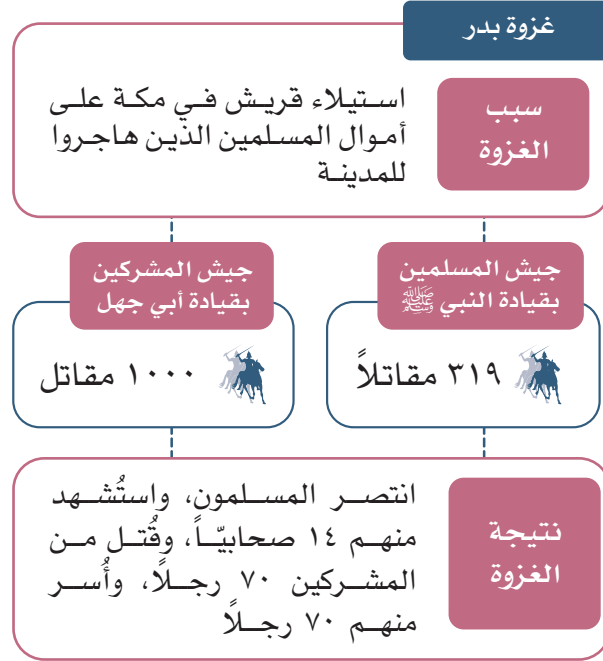 غزوة بدر
سبب
الغزوة
استيلاء قريش في مكة على
أموال المسلمين الذين هاجروا
للمدينة
جيش المسلمين
بقيادة النبي ﷺ
٣١٩ مقاتلاً
جيش المشركين
بقيادة أبي جهل
١٠٠٠ مقاتل
نتيجة
الغزوة
انتصر المسلمون، واستُشهد
منهم ١٤ صحابيّاً، وقُتل من
المشركين ٧٠ رجلًا، وأُسر
منهم ٧٠ رجلًا